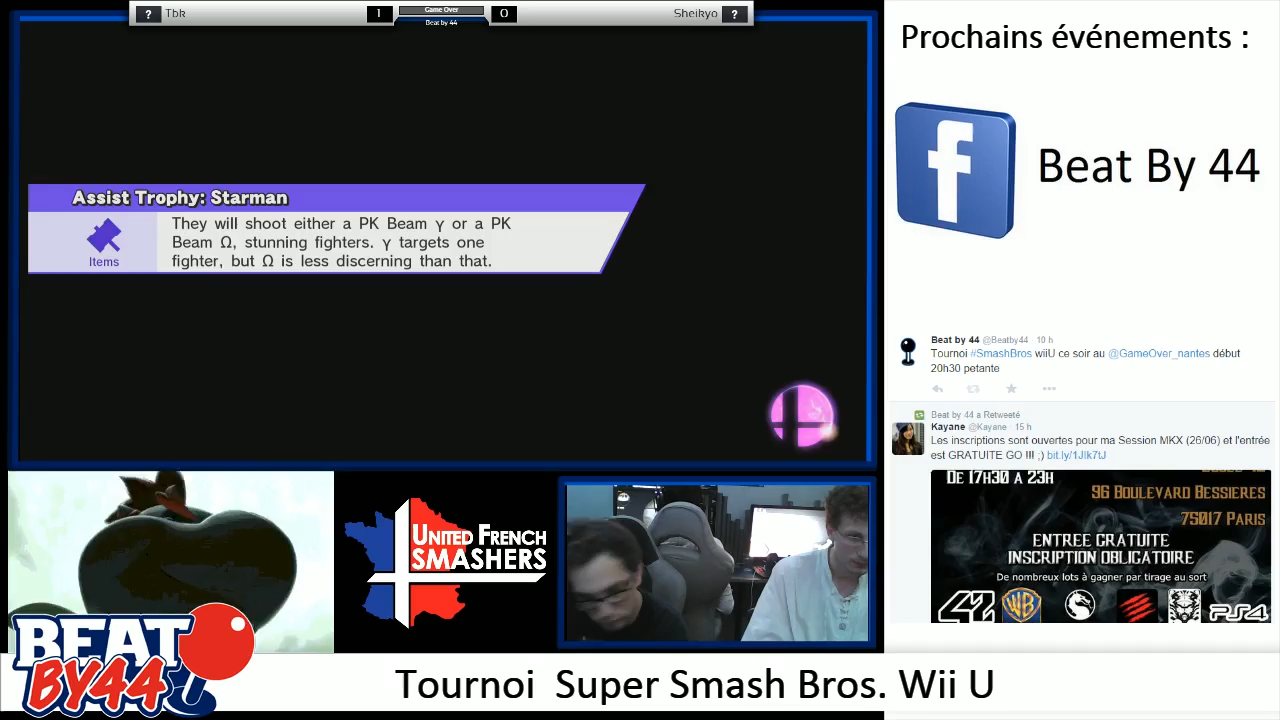 ? Tbk 1 Game Over 0 Sheikyo ?
Beat by 44
Assist Trophy: Starman
They will shoot either a PK Beam γ or a PK
Beam Ω, stunning fighters. γ targets one
fighter, but Ω is less discerning than that.
Items
Prochains événements :
f
Beat By 44
Beat by 44 @Beatby44 · 10 h
Tournoi #SmashBros wiiU ce soir au @GameOver_nantes début
20h30 petante
Beat by 44 a Retweeté
Kayane @Kayane · 15 h
Les inscriptions sont ouvertes pour ma Session MKX (26/06) et l'entrée
est GRATUITE GO !!! ;) bit.ly/1JIk7tJ
DE 17H30 A 23H
96 BOULEVARD BESSIERES
75017 PARIS
ENTREE GRATUITE
INSCRIPTION OBLIGATOIRE
De nombreux lots à gagner par tirage au sort
WB
PS4
UNITED FRENCH
SMASHERS
BEAT
BY44
U
Tournoi Super Smash Bros. Wii U